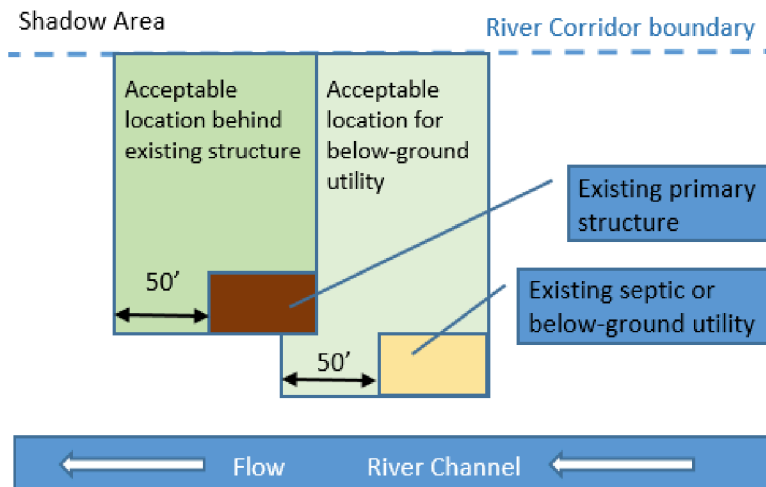 Shadow Area
River Corridor boundary
Acceptable
location behind
existing structure
Acceptable
location for
below-ground
utility
Existing primary
structure
50’
Existing septic or
below-ground utility
50’
Flow
River Channel